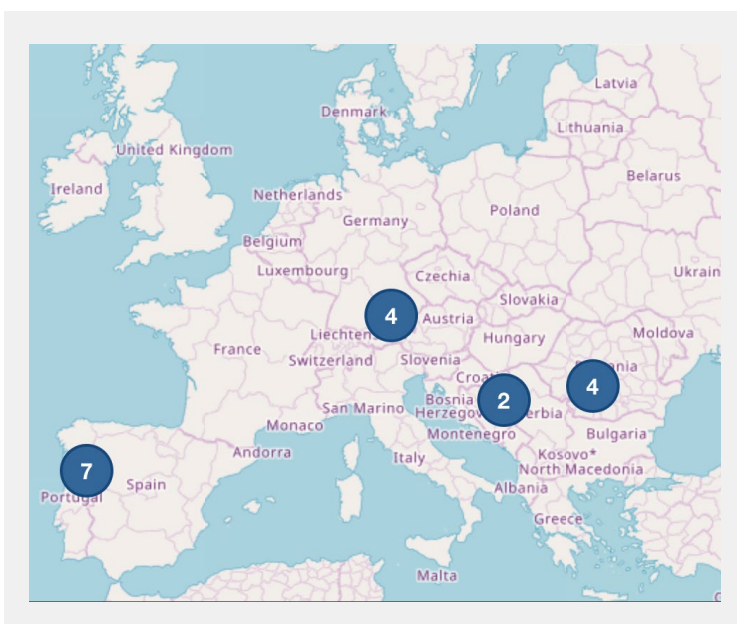 Latvia
Denmark
Lithuania
United Kingdom
Belarus
Ireland
Netherlands
Poland
Germany
Belgium
Luxembourg
Ukrain
Czechia
Slovakia
4
Austria
Moldova
Liechten
Hungary
France
Switzerland
Slovenia
ania
Croat
4
Bosnia
2
Herzegov
erbia
San Marino
Monaco
Montenegro
Bulgaria
Andorra
Italy
Kosovo*
North Macedonia
7
Spain
Albania
Portugal
Greece
Malta